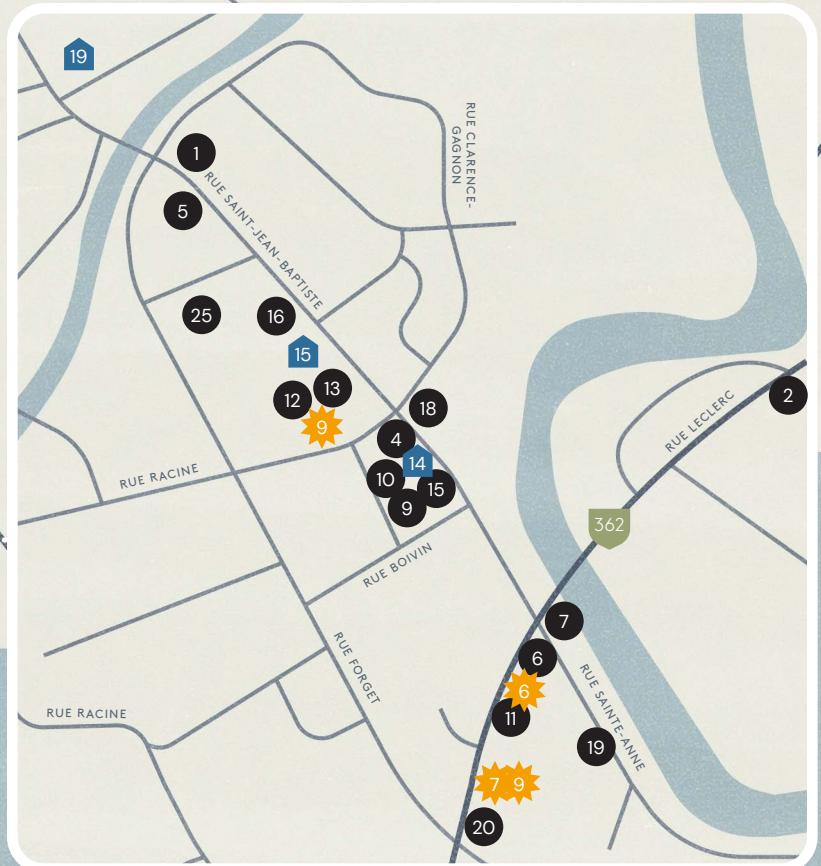 19
1
RUE CLARENCE-
GAGNON
5
RUE SAINT-JEAN-BAPTISTE
25
16
15
13
12
2
18
9
RUE LECLERC
4
14
RUE RACINE
10
15
9
362
RUE BOIVIN
7
6
RUE FORGET
6
RUE SAINTE-ANNE
RUE RACINE
11
19
7
9
20